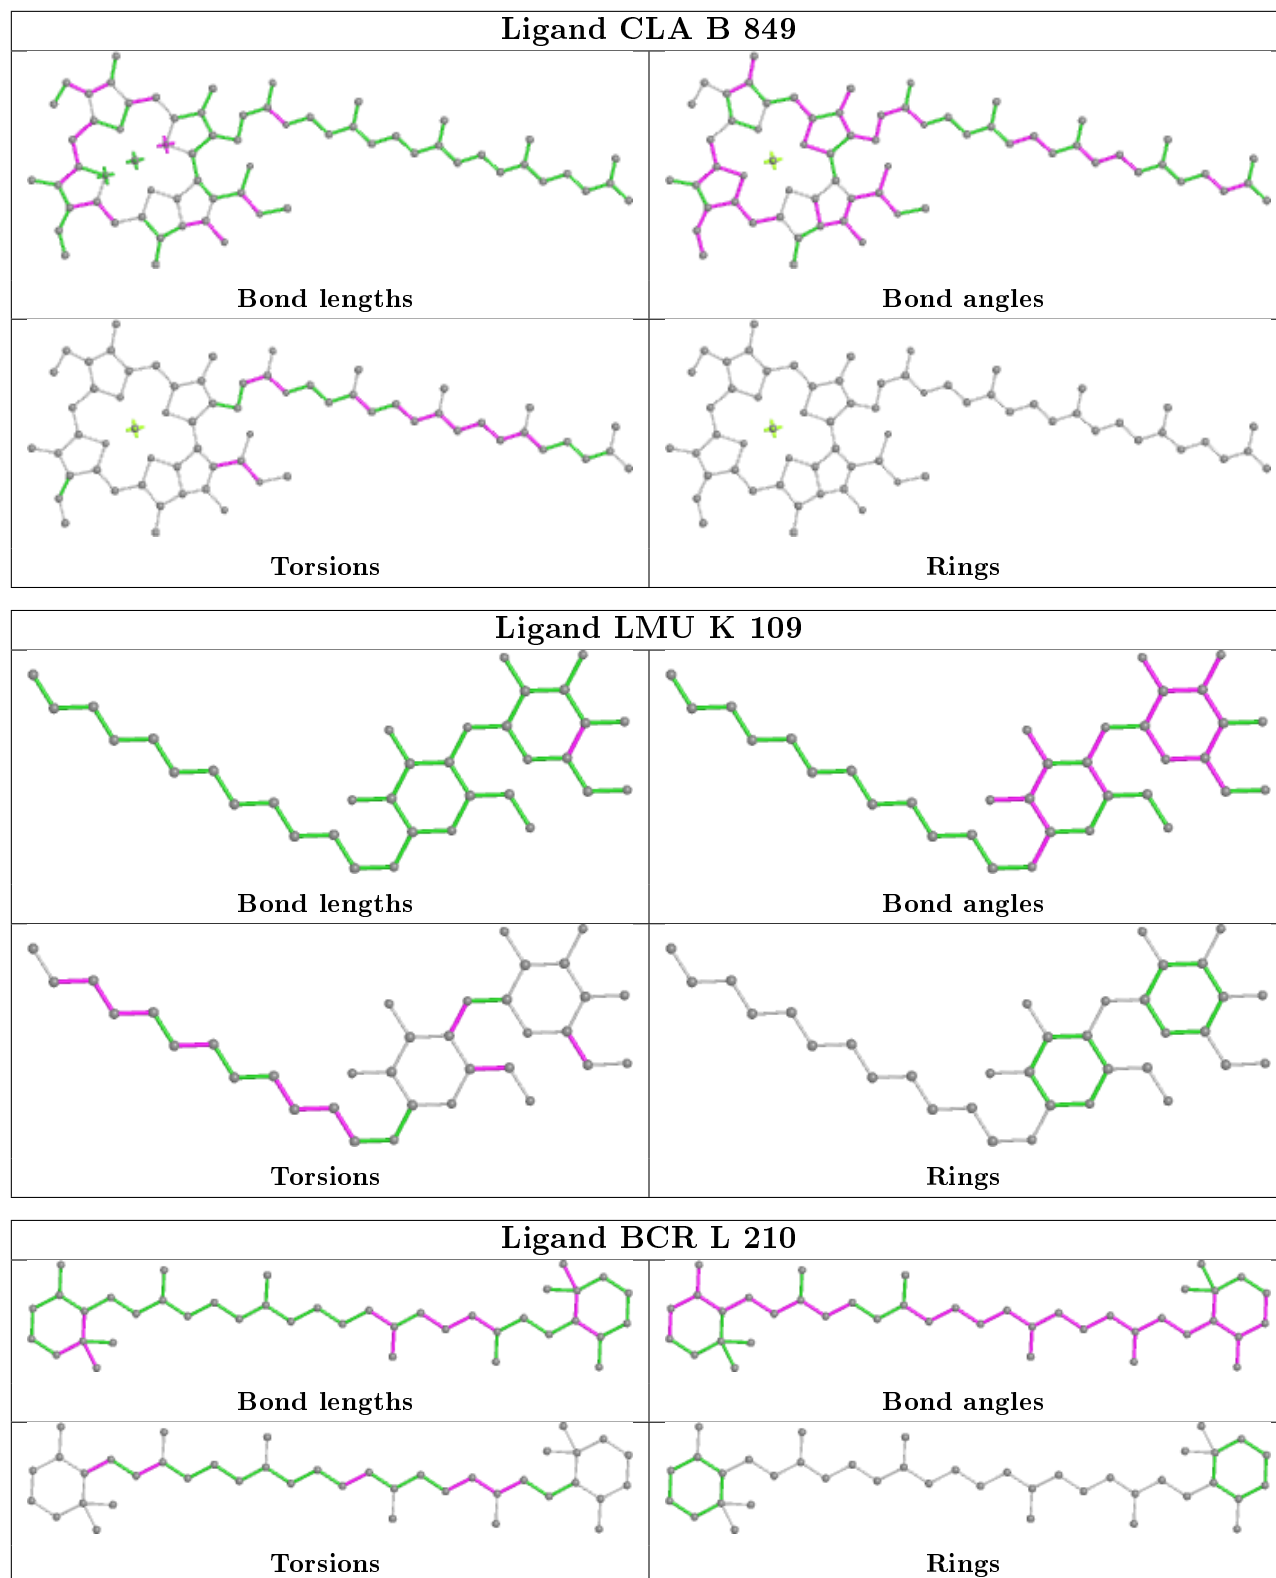 Ligand CLA B 849
Bond lengths
Bond angles
Torsions
Rings
Ligand LMU K 109
Bond lengths
Bond angles
Torsions
Rings
Ligand BCR L 210
Bond lengths
Bond angles
Torsions
Rings